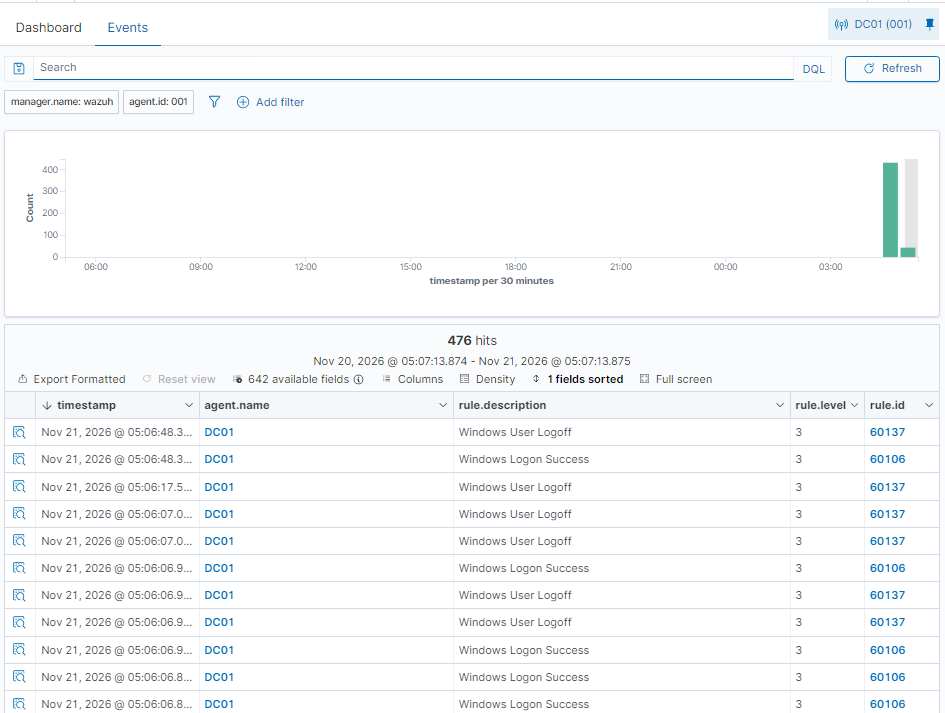 Dashboard Events DC01 (001)
Search DQL Refresh
manager.name: wazuh agent.id: 001 Add filter
400
300
200
100
0
Count
06:00 09:00 12:00 15:00 18:00 21:00 00:00 03:00
timestamp per 30 minutes
476 hits
Nov 20, 2026 @ 05:07:13.874 - Nov 21, 2026 @ 05:07:13.875
Export Formatted Reset view 642 available fields Columns Density 1 fields sorted Full screen
timestamp agent.name rule.description rule.level rule.id
Nov 21, 2026 @ 05:06:48.3... DC01 Windows User Logoff 3 60137
Nov 21, 2026 @ 05:06:48.3... DC01 Windows Logon Success 3 60106
Nov 21, 2026 @ 05:06:17.5... DC01 Windows User Logoff 3 60137
Nov 21, 2026 @ 05:06:07.0... DC01 Windows User Logoff 3 60137
Nov 21, 2026 @ 05:06:07.0... DC01 Windows User Logoff 3 60137
Nov 21, 2026 @ 05:06:06.9... DC01 Windows Logon Success 3 60106
Nov 21, 2026 @ 05:06:06.9... DC01 Windows User Logoff 3 60137
Nov 21, 2026 @ 05:06:06.9... DC01 Windows User Logoff 3 60137
Nov 21, 2026 @ 05:06:06.9... DC01 Windows Logon Success 3 60106
Nov 21, 2026 @ 05:06:06.8... DC01 Windows Logon Success 3 60106
Nov 21, 2026 @ 05:06:06.8... DC01 Windows Logon Success 3 60106